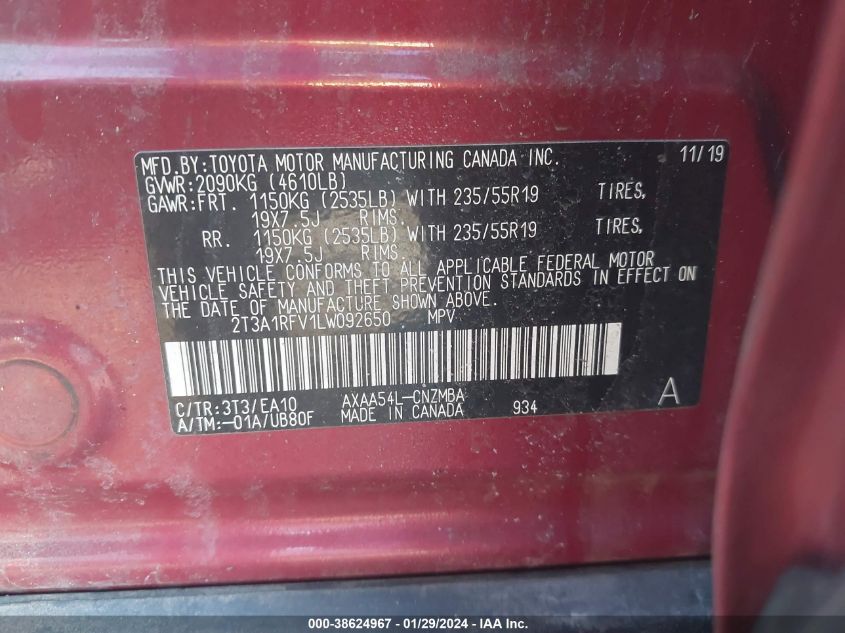 MFD.BY:TOYOTA MOTOR MANUFACTURING CANADA INC. 11/19
GVWR:2090KG (4610LB)
GAWR:FRT. 1150KG (2535LB) WITH 235/55R19 TIRES,
19X7.5J RIMS.
RR. 1150KG (2535LB) WITH 235/55R19 TIRES,
19X7.5J RIMS.
THIS VEHICLE CONFORMS TO ALL APPLICABLE FEDERAL MOTOR
VEHICLE SAFETY AND THEFT PREVENTION STANDARDS IN EFFECT ON
THE DATE OF MANUFACTURE SHOWN ABOVE.
2T3A1RFV1LW092650 MPV
C/TR:3T3/EA10 AXAA54L-CNZMBA A
A/TM:-01A/UB80F MADE IN CANADA 934
000-38624967 - 01/29/2024 - IAA, Inc.